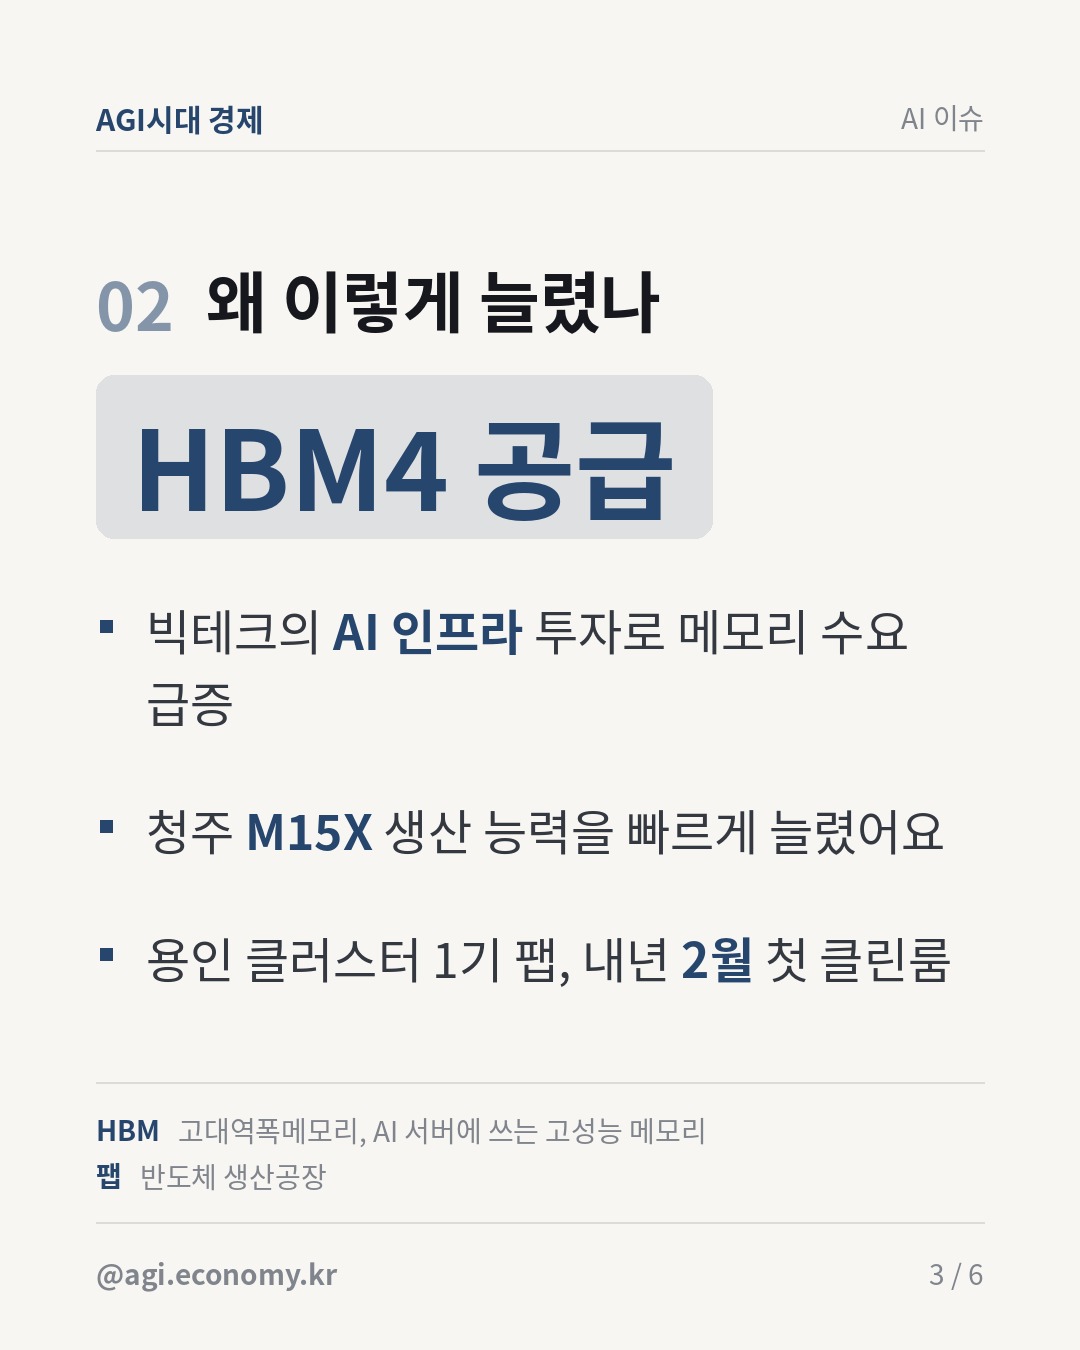 AGI시대 경제
AI 이슈
02 왜 이렇게 늘렸나
HBM4 공급
▪ 빅테크의 AI 인프라 투자로 메모리 수요
급증
▪ 청주 M15X 생산 능력을 빠르게 늘렸어요
▪ 용인 클러스터 1기 팹, 내년 2월 첫 클린룸
HBM 고대역폭메모리, AI 서버에 쓰는 고성능 메모리
팹 반도체 생산공장
@agi.economy.kr
3 / 6